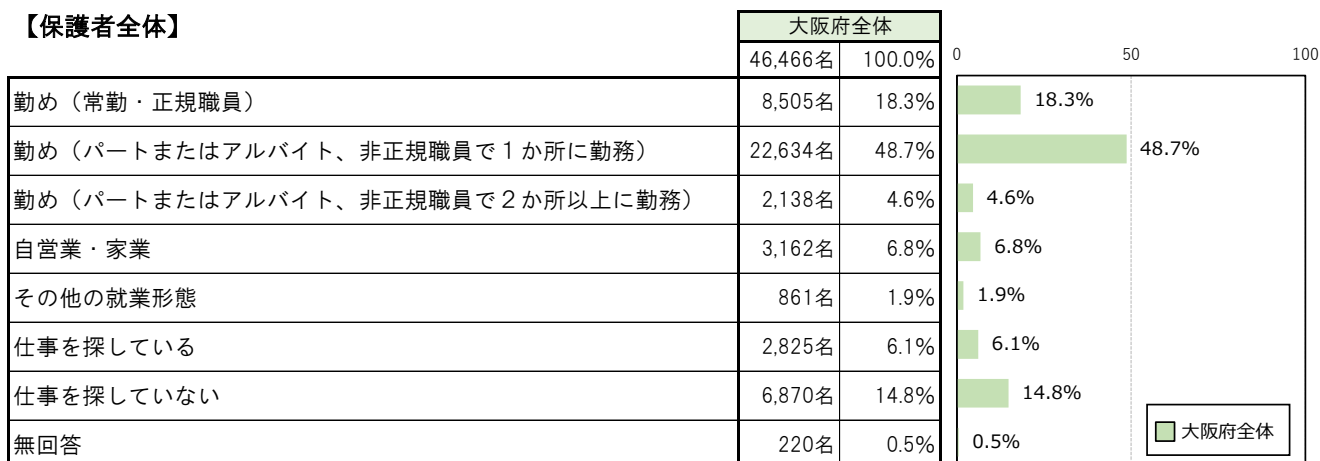 【保護者全体】
大阪府全体
46,466名 100.0%
勤め（常勤・正規職員） 8,505名 18.3%
勤め（パートまたはアルバイト、非正規職員で１か所に勤務） 22,634名 48.7%
勤め（パートまたはアルバイト、非正規職員で２か所以上に勤務） 2,138名 4.6%
自営業・家業 3,162名 6.8%
その他の就業形態 861名 1.9%
仕事を探している 2,825名 6.1%
仕事を探していない 6,870名 14.8%
無回答 220名 0.5%
0 50 100
18.3%
48.7%
4.6%
6.8%
1.9%
6.1%
14.8%
0.5%
大阪府全体